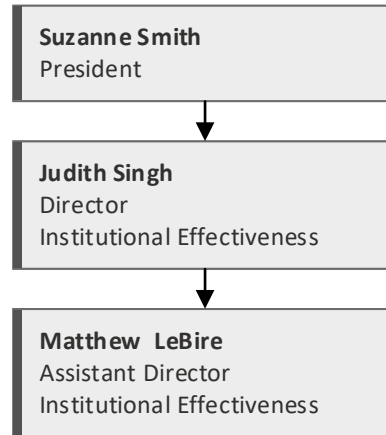 Suzanne Smith
President
Judith Singh
Director
Institutional Effectiveness
Matthew LeBire
Assistant Director
Institutional Effectiveness